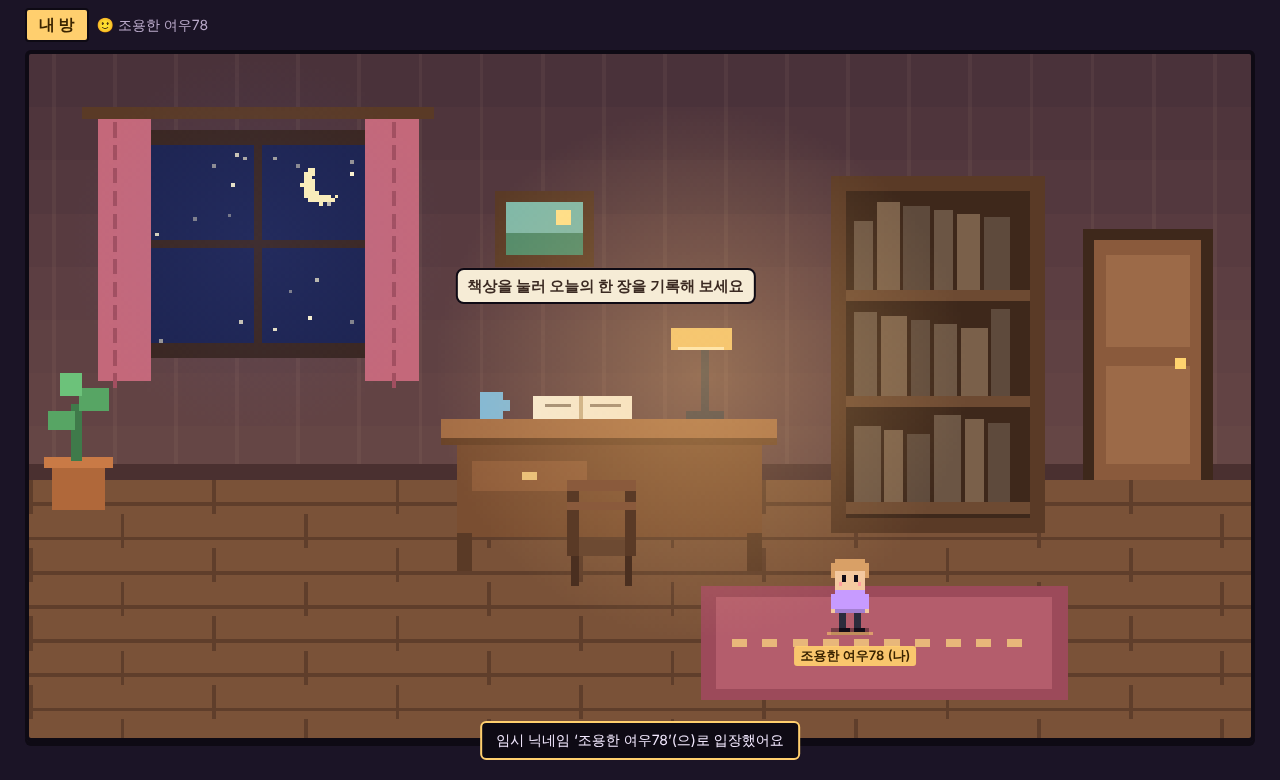 내 방
🙂 조용한 여우78
책상을 눌러 오늘의 한 장을 기록해 보세요
조용한 여우78 (나)
임시 닉네임 ‘조용한 여우78’(으)로 입장했어요